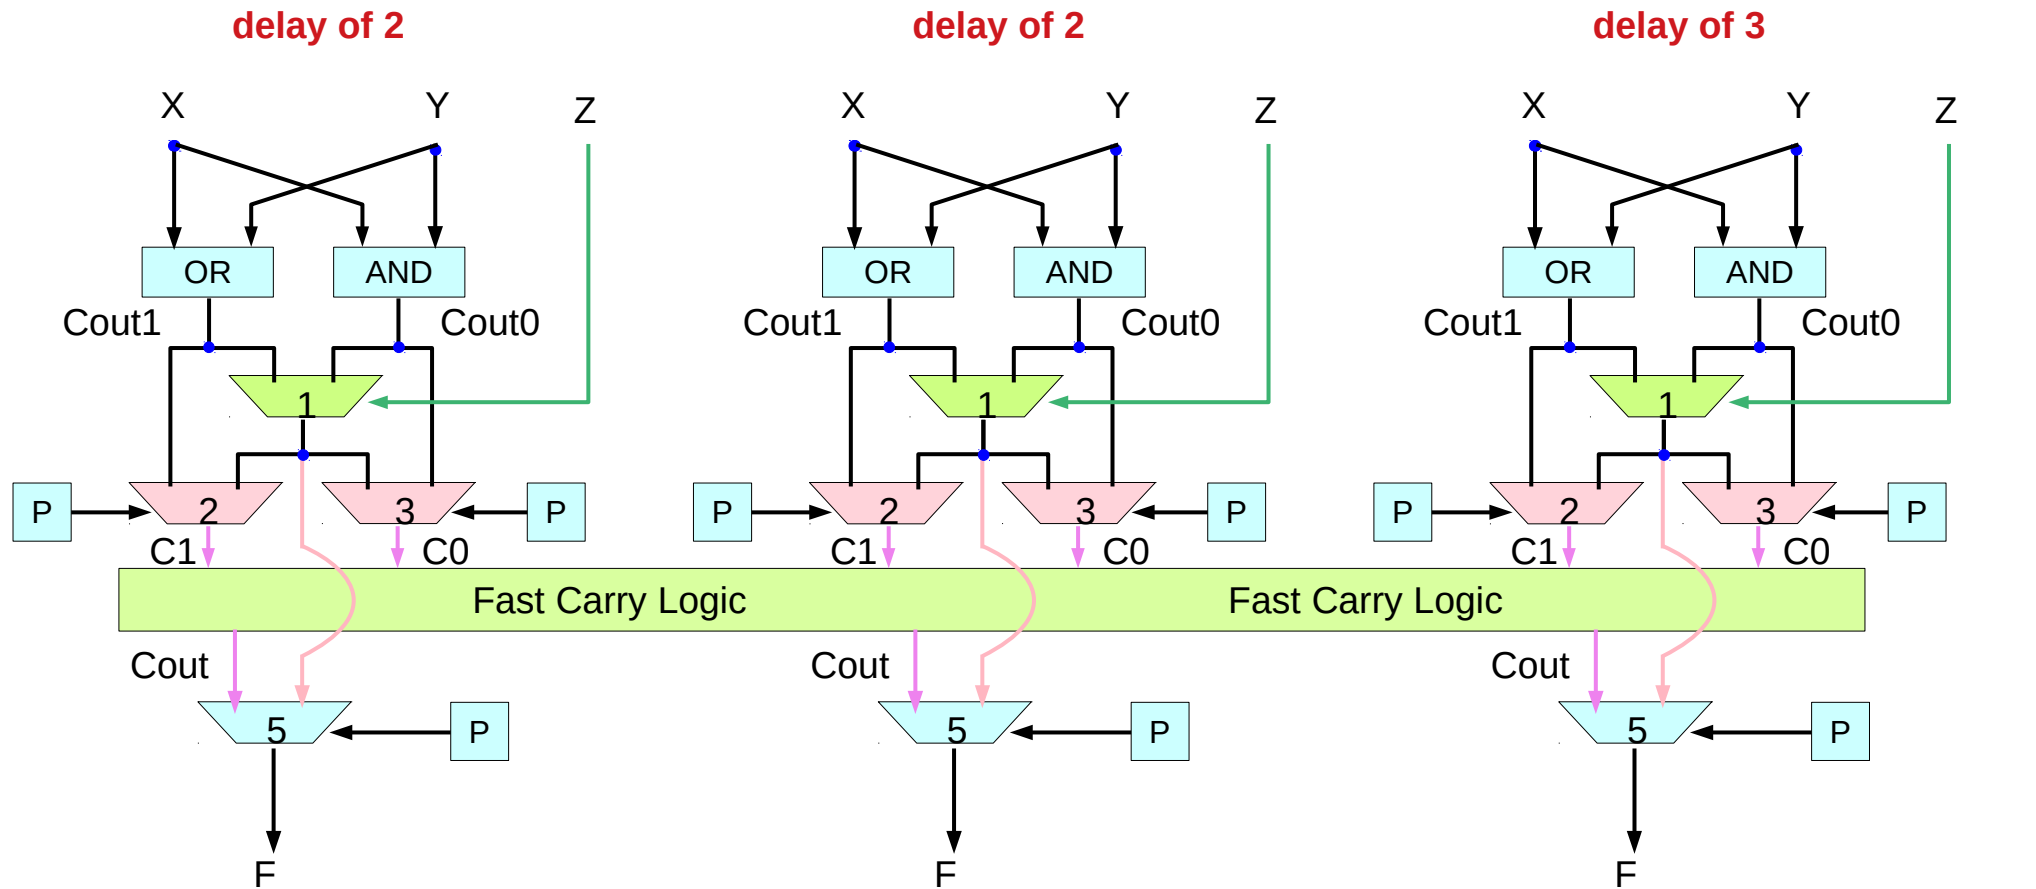 delay of 2 delay of 2 delay of 3
X Y Z X Y Z X Y Z
OR AND OR AND OR AND
Cout1 Cout0 Cout1 Cout0 Cout1 Cout0
1 1 1
P 2 3 P P 2 3 P P 2 3 P
C1 C0 C1 C0 C1 C0
Fast Carry Logic Fast Carry Logic
Cout Cout Cout
5 P 5 P 5 P
F F F